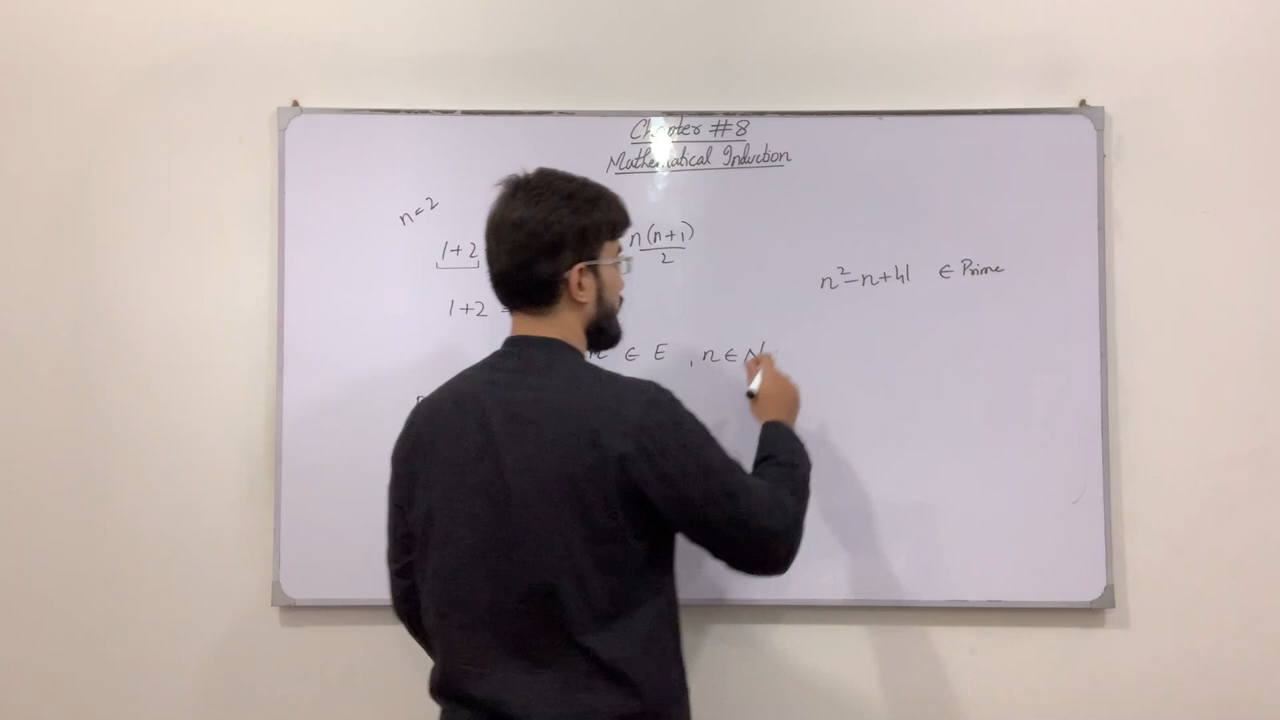 Chapter #8
Mathematical Induction
n=2
1+2
n(n+1)
2
n²-n+41 ∈ Prime
1+2 =
∈ E , n∈N